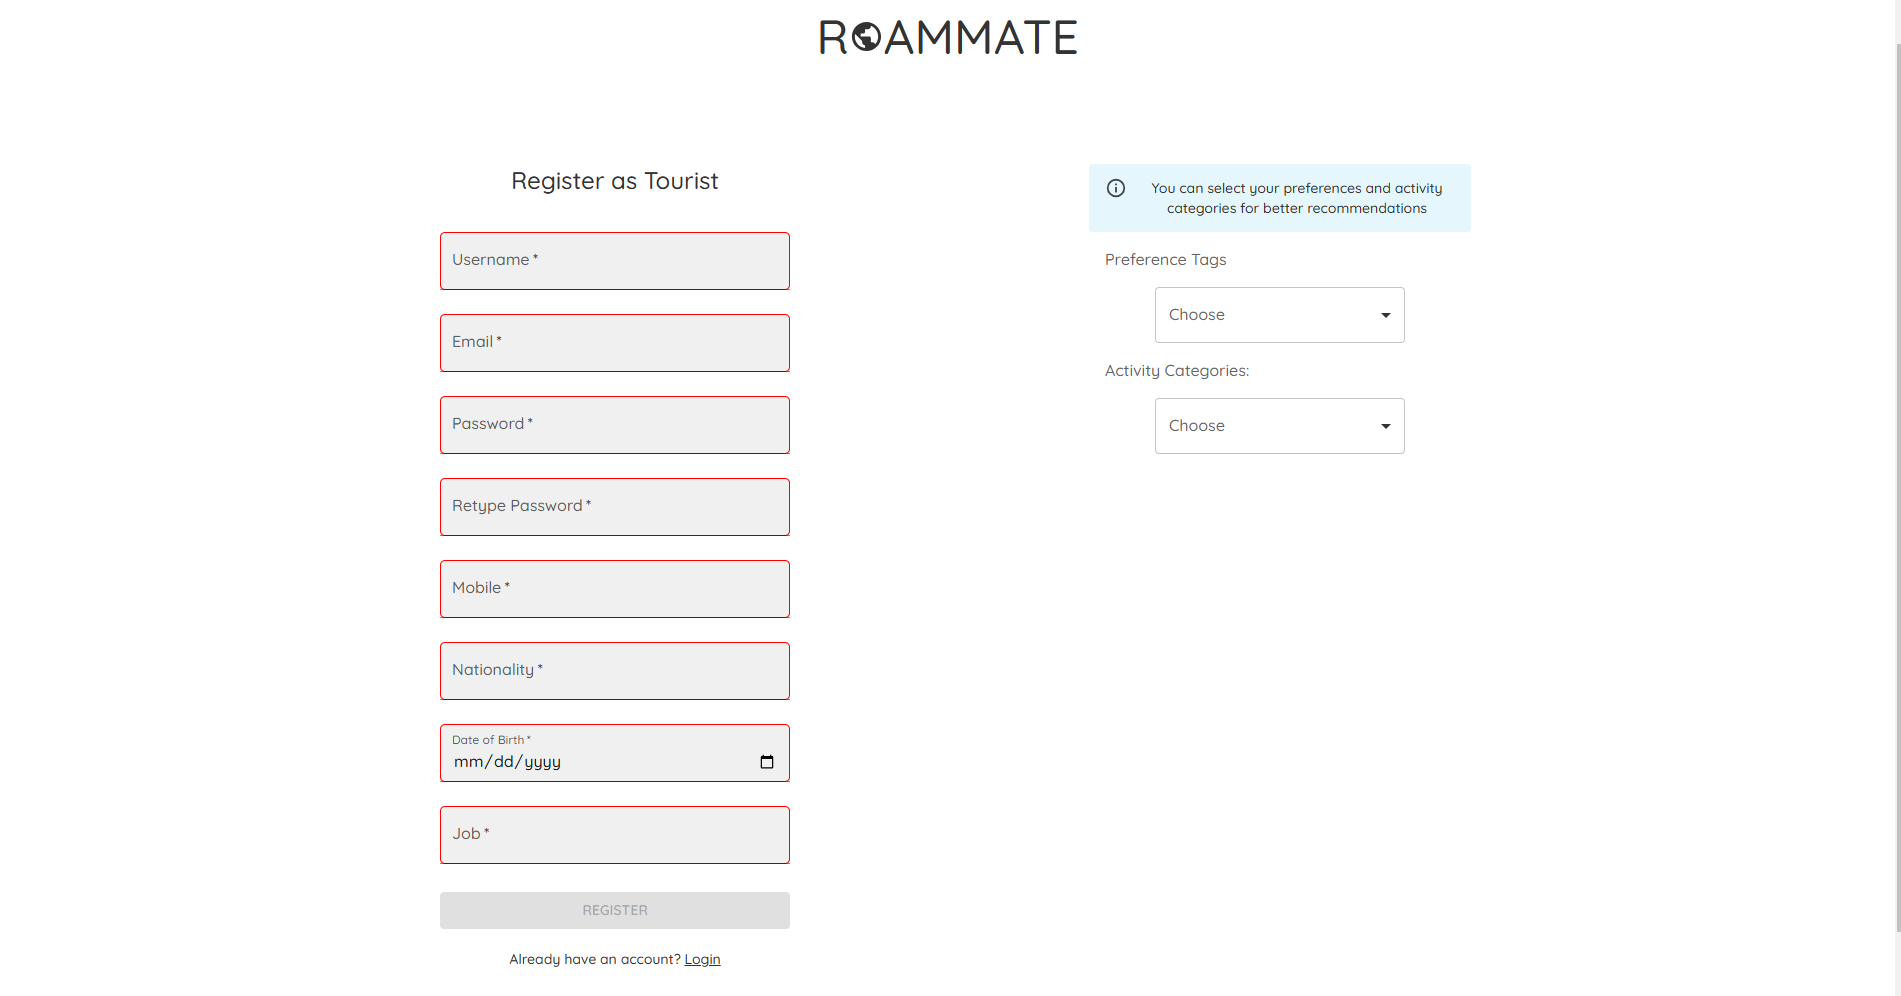 ROAMMATE
Register as Tourist
Username *
Email *
Password *
Retype Password *
Mobile *
Nationality *
Date of Birth *
mm/dd/yyyy
Job *
REGISTER
Already have an account? Login
You can select your preferences and activity
categories for better recommendations
Preference Tags
Choose
Activity Categories:
Choose